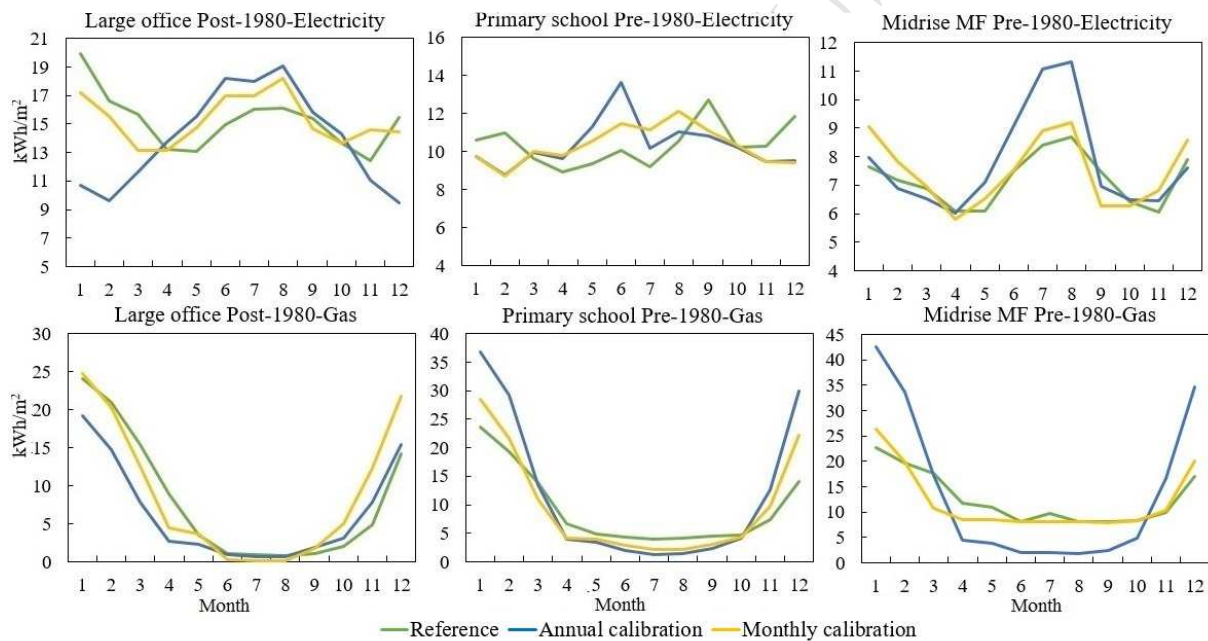 Large office Post-1980-Electricity
Primary school Pre-1980-Electricity
Midrise MF Pre-1980-Electricity
kWh/m²
21
19
17
15
13
11
9
7
5
1 2 3 4 5 6 7 8 9 10 11 12
16
14
12
10
8
6
4
1 2 3 4 5 6 7 8 9 10 11 12
12
11
10
9
8
7
6
5
4
1 2 3 4 5 6 7 8 9 10 11 12
Large office Post-1980-Gas
Primary school Pre-1980-Gas
Midrise MF Pre-1980-Gas
kWh/m²
30
25
20
15
10
5
0
1 2 3 4 5 6 7 8 9 10 11 12
Month
40
35
30
25
20
15
10
5
0
1 2 3 4 5 6 7 8 9 10 11 12
Month
45
40
35
30
25
20
15
10
5
0
1 2 3 4 5 6 7 8 9 10 11 12
Month
Reference Annual calibration Monthly calibration